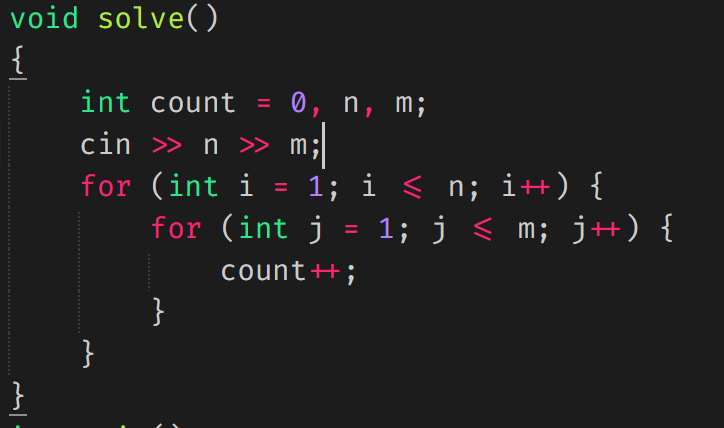 void solve()
{
    int count = 0, n, m;
    cin >> n >> m;
    for (int i = 1; i <= n; i++) {
        for (int j = 1; j <= m; j++) {
            count++;
        }
    }
}